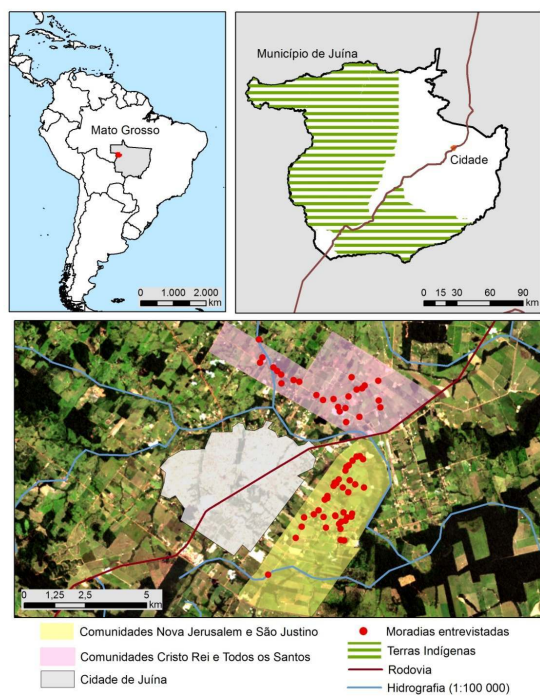 Mato Grosso
0 1.000 2.000
km
Município de Juína
Cidade
0 15 30 60 90
km
0 1,25 2,5 5
km
Comunidades Nova Jerusalem e São Justino
Comunidades Cristo Rei e Todos os Santos
Cidade de Juína
Moradias entrevistadas
Terras Indígenas
Rodovia
Hidrografia (1:100 000)